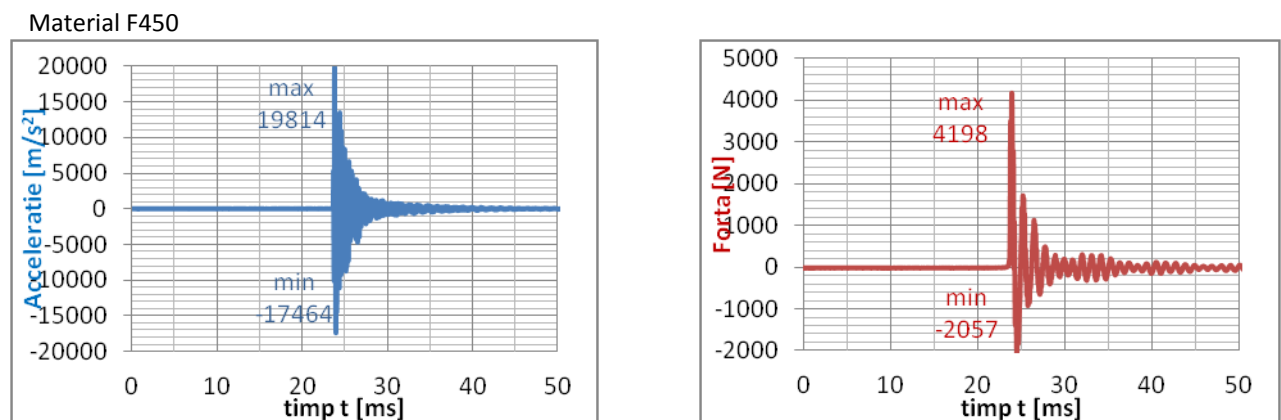 Material F450
Acceleratie [m/s²]
20000
15000
10000
5000
0
-5000
-10000
-15000
-20000
max
19814
min
-17464
0 10 20 30 40 50
timp t [ms]
Forta [N]
5000
4000
3000
2000
1000
0
-1000
-2000
max
4198
min
-2057
0 10 20 30 40 50
timp t [ms]